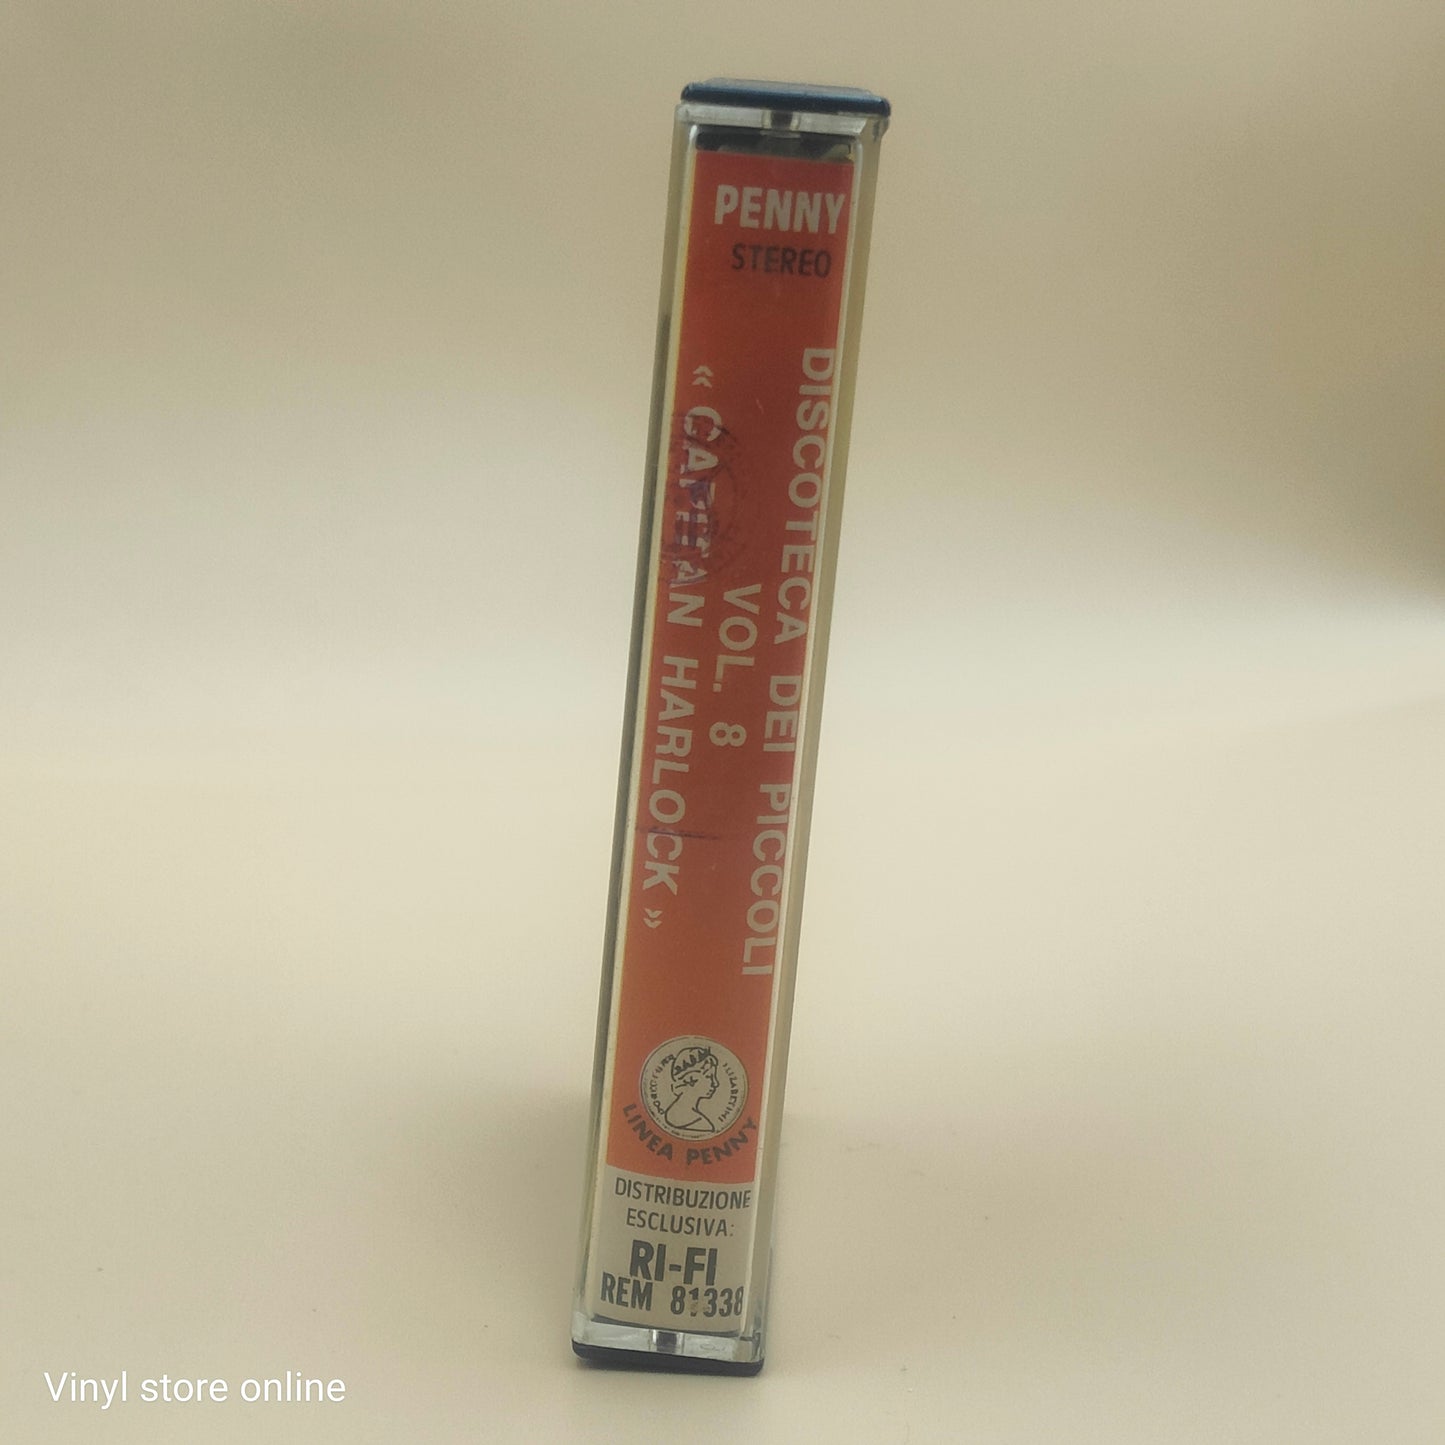 PENNY
STEREO
DISCOTECA DEI PICCOLI
VOL. 8
« CAPITAN HARLOCK »
LINEA PENNY
DISTRIBUZIONE
ESCLUSIVA:
RI-FI
REM 81338
Vinyl store online